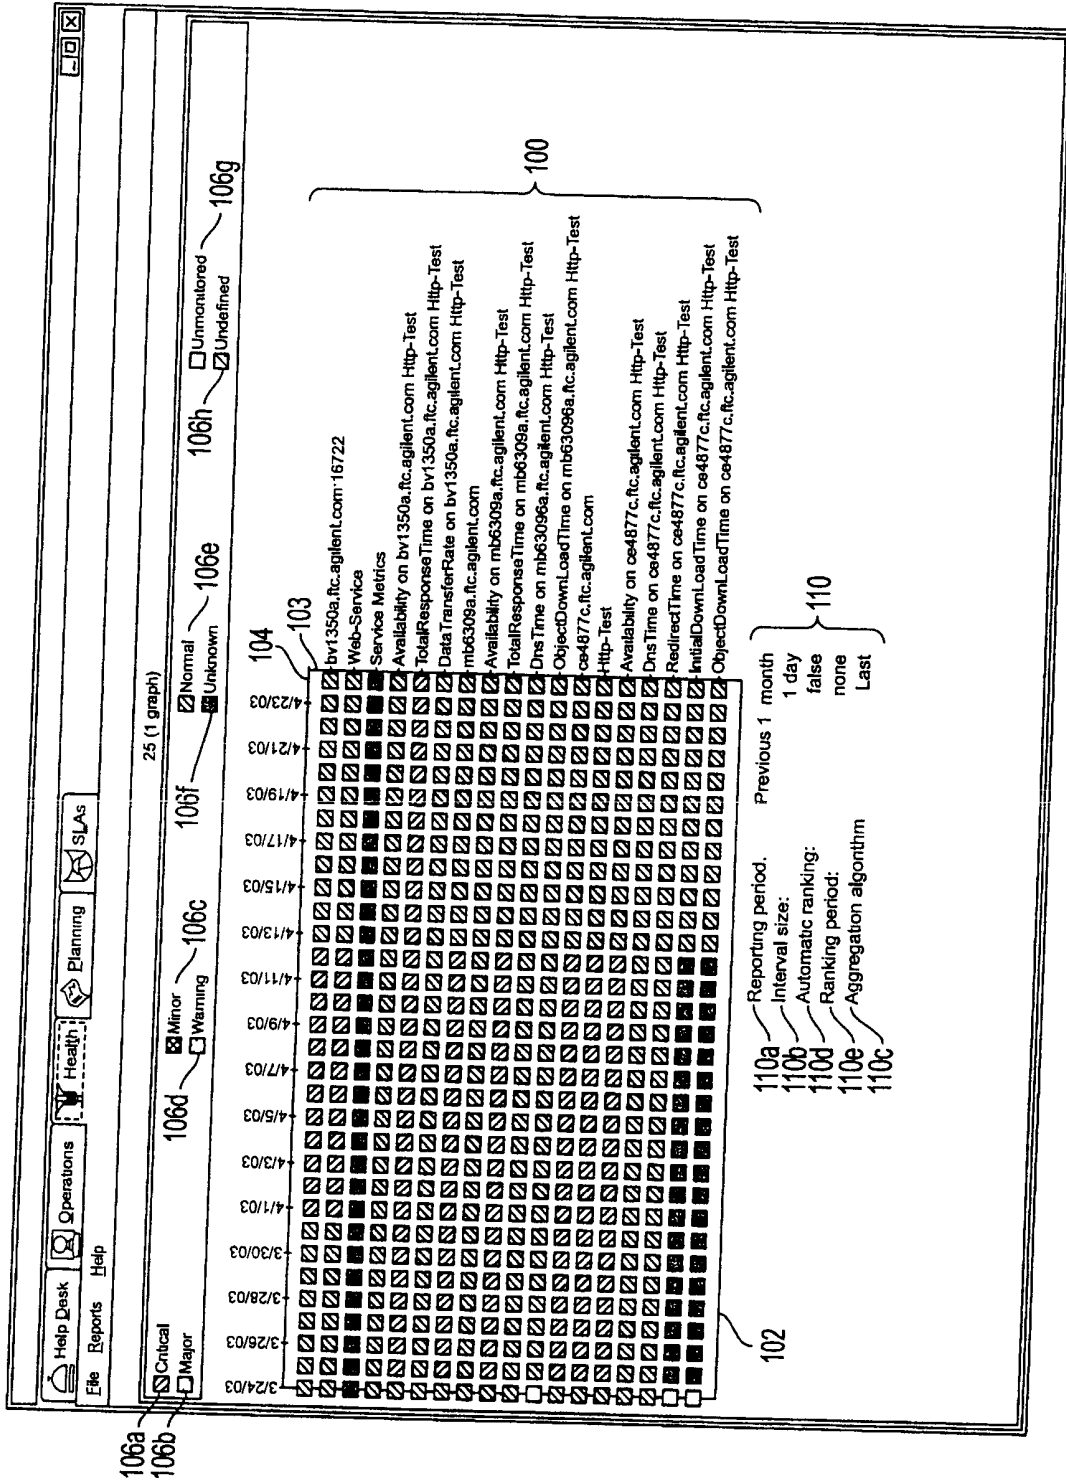 Help Desk
Operations
Health
Planning
SLAs
File Reports Help
25 (1 graph)
106a
Critical
106b
Major
Minor
106c
106d
Warning
Normal
106e
106f
Unknown
Unmonitored
106g
106h
Undefined
3/24/03
3/26/03
3/28/03
3/30/03
4/1/03
4/3/03
4/5/03
4/7/03
4/9/03
4/11/03
4/13/03
4/15/03
4/17/03
4/19/03
4/21/03
4/23/03
104
103
bv1350a.ftc.agilent.com:16722
Web-Service
Service Metrics
Availability on bv1350a.ftc.agilent.com Http-Test
TotalResponseTime on bv1350a.ftc.agilent.com Http-Test
DataTransferRate on bv1350a.ftc.agilent.com Http-Test
mb6309a.ftc.agilent.com
Availability on mb6309a.ftc.agilent.com Http-Test
TotalResponseTime on mb6309a.ftc.agilent.com Http-Test
DnsTime on mb63096a.ftc.agilent.com Http-Test
ObjectDownLoadTime on mb63096a.ftc.agilent.com Http-Test
ce4877c.ftc.agilent.com
Http-Test
Availability on ce4877c.ftc.agilent.com Http-Test
DnsTime on ce4877c.ftc.agilent.com Http-Test
RedirectTime on ce4877c.ftc.agilent.com Http-Test
InitialDownLoadTime on ce4877c.ftc.agilent.com Http-Test
ObjectDownLoadTime on ce4877c.ftc.agilent.com Http-Test
100
102
110a Reporting period. Previous 1 month
110b Interval size: 1 day
110d Automatic ranking: false
110e Ranking period: none
110c Aggregation algorithm Last
110